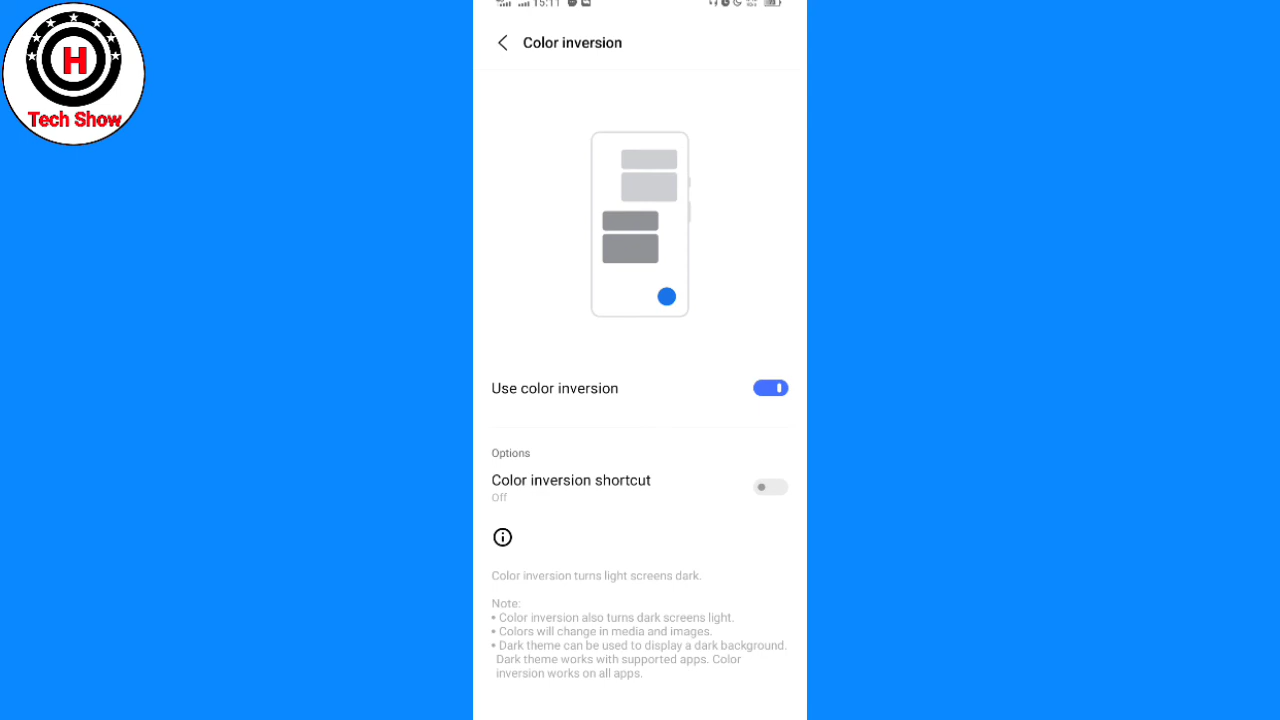 H
Tech Show
15:11
Color inversion
Use color inversion
Options
Color inversion shortcut
Off
Color inversion turns light screens dark.
Note:
• Color inversion also turns dark screens light.
• Colors will change in media and images.
• Dark theme can be used to display a dark background.
Dark theme works with supported apps. Color
inversion works on all apps.